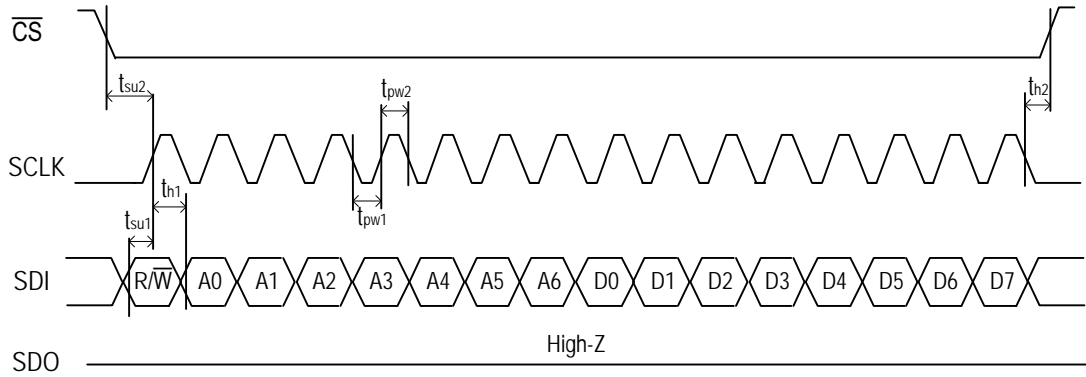 C̅S̅
tsu2
tpw2
th2
SCLK
th1
tsu1
tpw1
SDI R/W̅ A0 A1 A2 A3 A4 A5 A6 D0 D1 D2 D3 D4 D5 D6 D7
High-Z
SDO